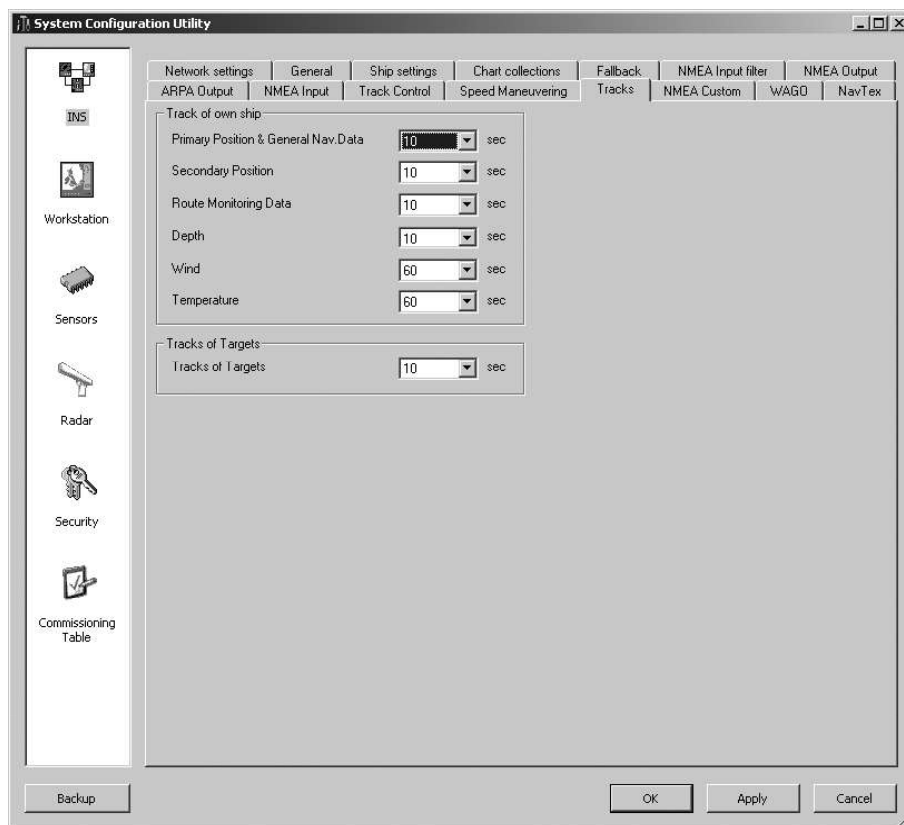 System Configuration Utility
INS
Workstation
Sensors
Radar
Security
Commissioning
Table
Network settings General Ship settings Chart collections Fallback NMEA Input filter NMEA Output
ARPA Output NMEA Input Track Control Speed Maneuvering Tracks NMEA Custom WAGO NavTex
Track of own ship
Primary Position & General Nav.Data 10 sec
Secondary Position 10 sec
Route Monitoring Data 10 sec
Depth 10 sec
Wind 60 sec
Temperature 60 sec
Tracks of Targets
Tracks of Targets 10 sec
Backup OK Apply Cancel